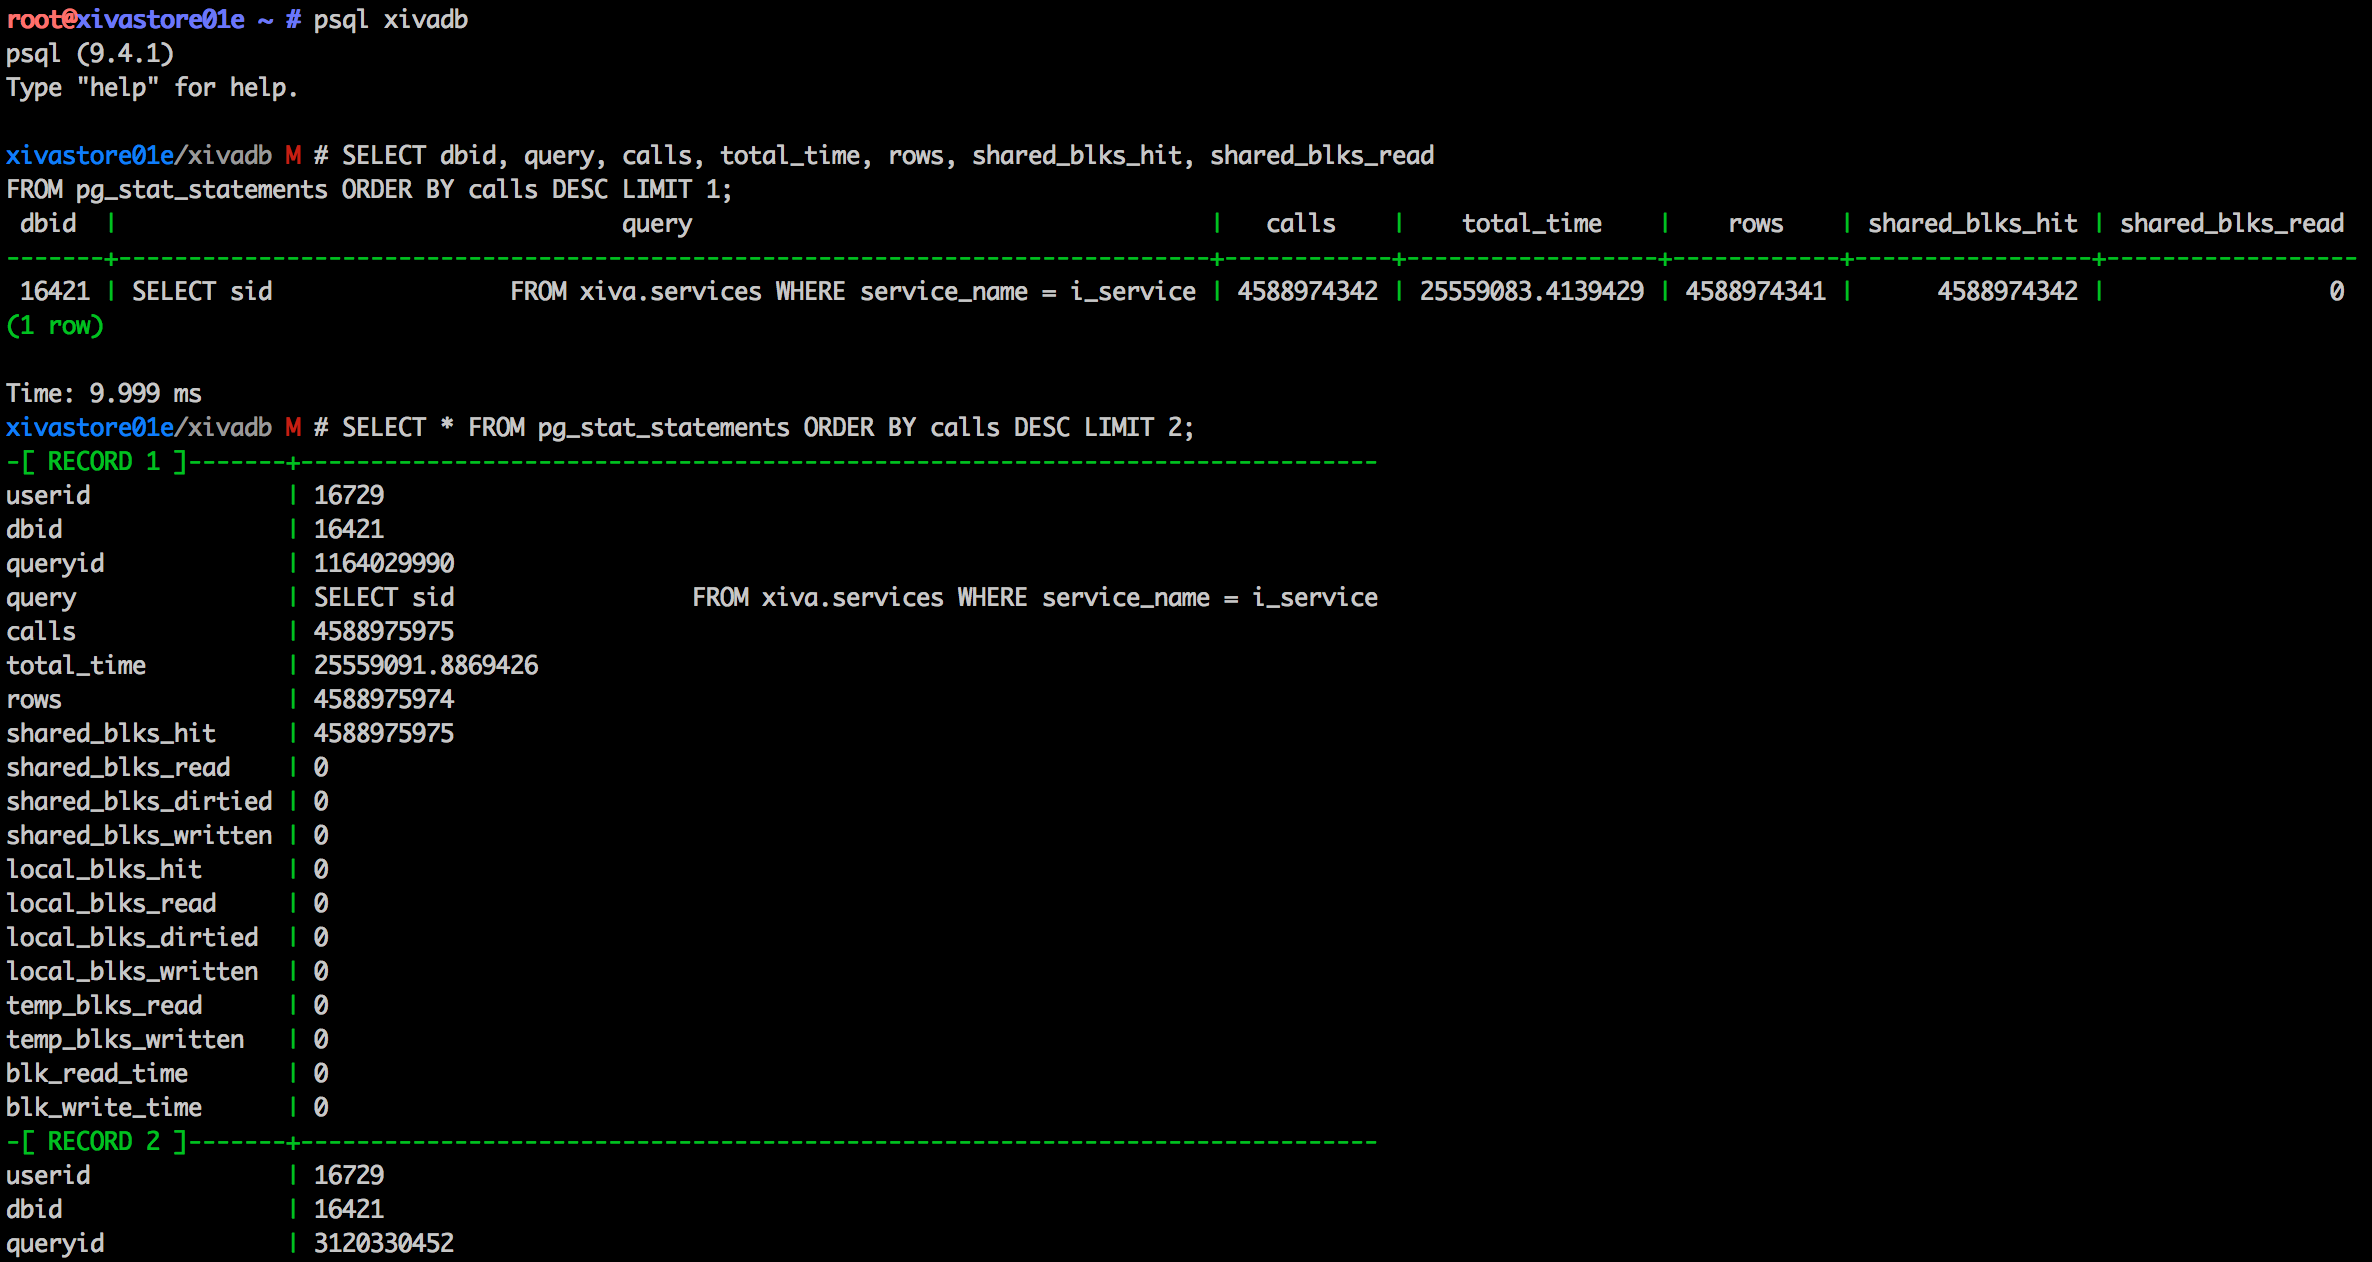 root@xivastore01e ~ # psql xivadb
psql (9.4.1)
Type "help" for help.

xivastore01e/xivadb M # SELECT dbid, query, calls, total_time, rows, shared_blks_hit, shared_blks_read
FROM pg_stat_statements ORDER BY calls DESC LIMIT 1;
 dbid  |                                    query                                     |   calls    |    total_time    |    rows    | shared_blks_hit | shared_blks_read
-------+------------------------------------------------------------------------------+------------+------------------+------------+-----------------+------------------
 16421 | SELECT sid                 FROM xiva.services WHERE service_name = i_service | 4588974342 | 25559083.4139429 | 4588974341 |      4588974342 |                0
(1 row)

Time: 9.999 ms
xivastore01e/xivadb M # SELECT * FROM pg_stat_statements ORDER BY calls DESC LIMIT 2;
-[ RECORD 1 ]-------+-----------------------------------------------------------------------------
userid              | 16729
dbid                | 16421
queryid             | 1164029990
query               | SELECT sid                 FROM xiva.services WHERE service_name = i_service
calls               | 4588975975
total_time          | 25559091.8869426
rows                | 4588975974
shared_blks_hit     | 4588975975
shared_blks_read    | 0
shared_blks_dirtied | 0
shared_blks_written | 0
local_blks_hit      | 0
local_blks_read     | 0
local_blks_dirtied  | 0
local_blks_written  | 0
temp_blks_read      | 0
temp_blks_written   | 0
blk_read_time       | 0
blk_write_time      | 0
-[ RECORD 2 ]-------+-----------------------------------------------------------------------------
userid              | 16729
dbid                | 16421
queryid             | 3120330452